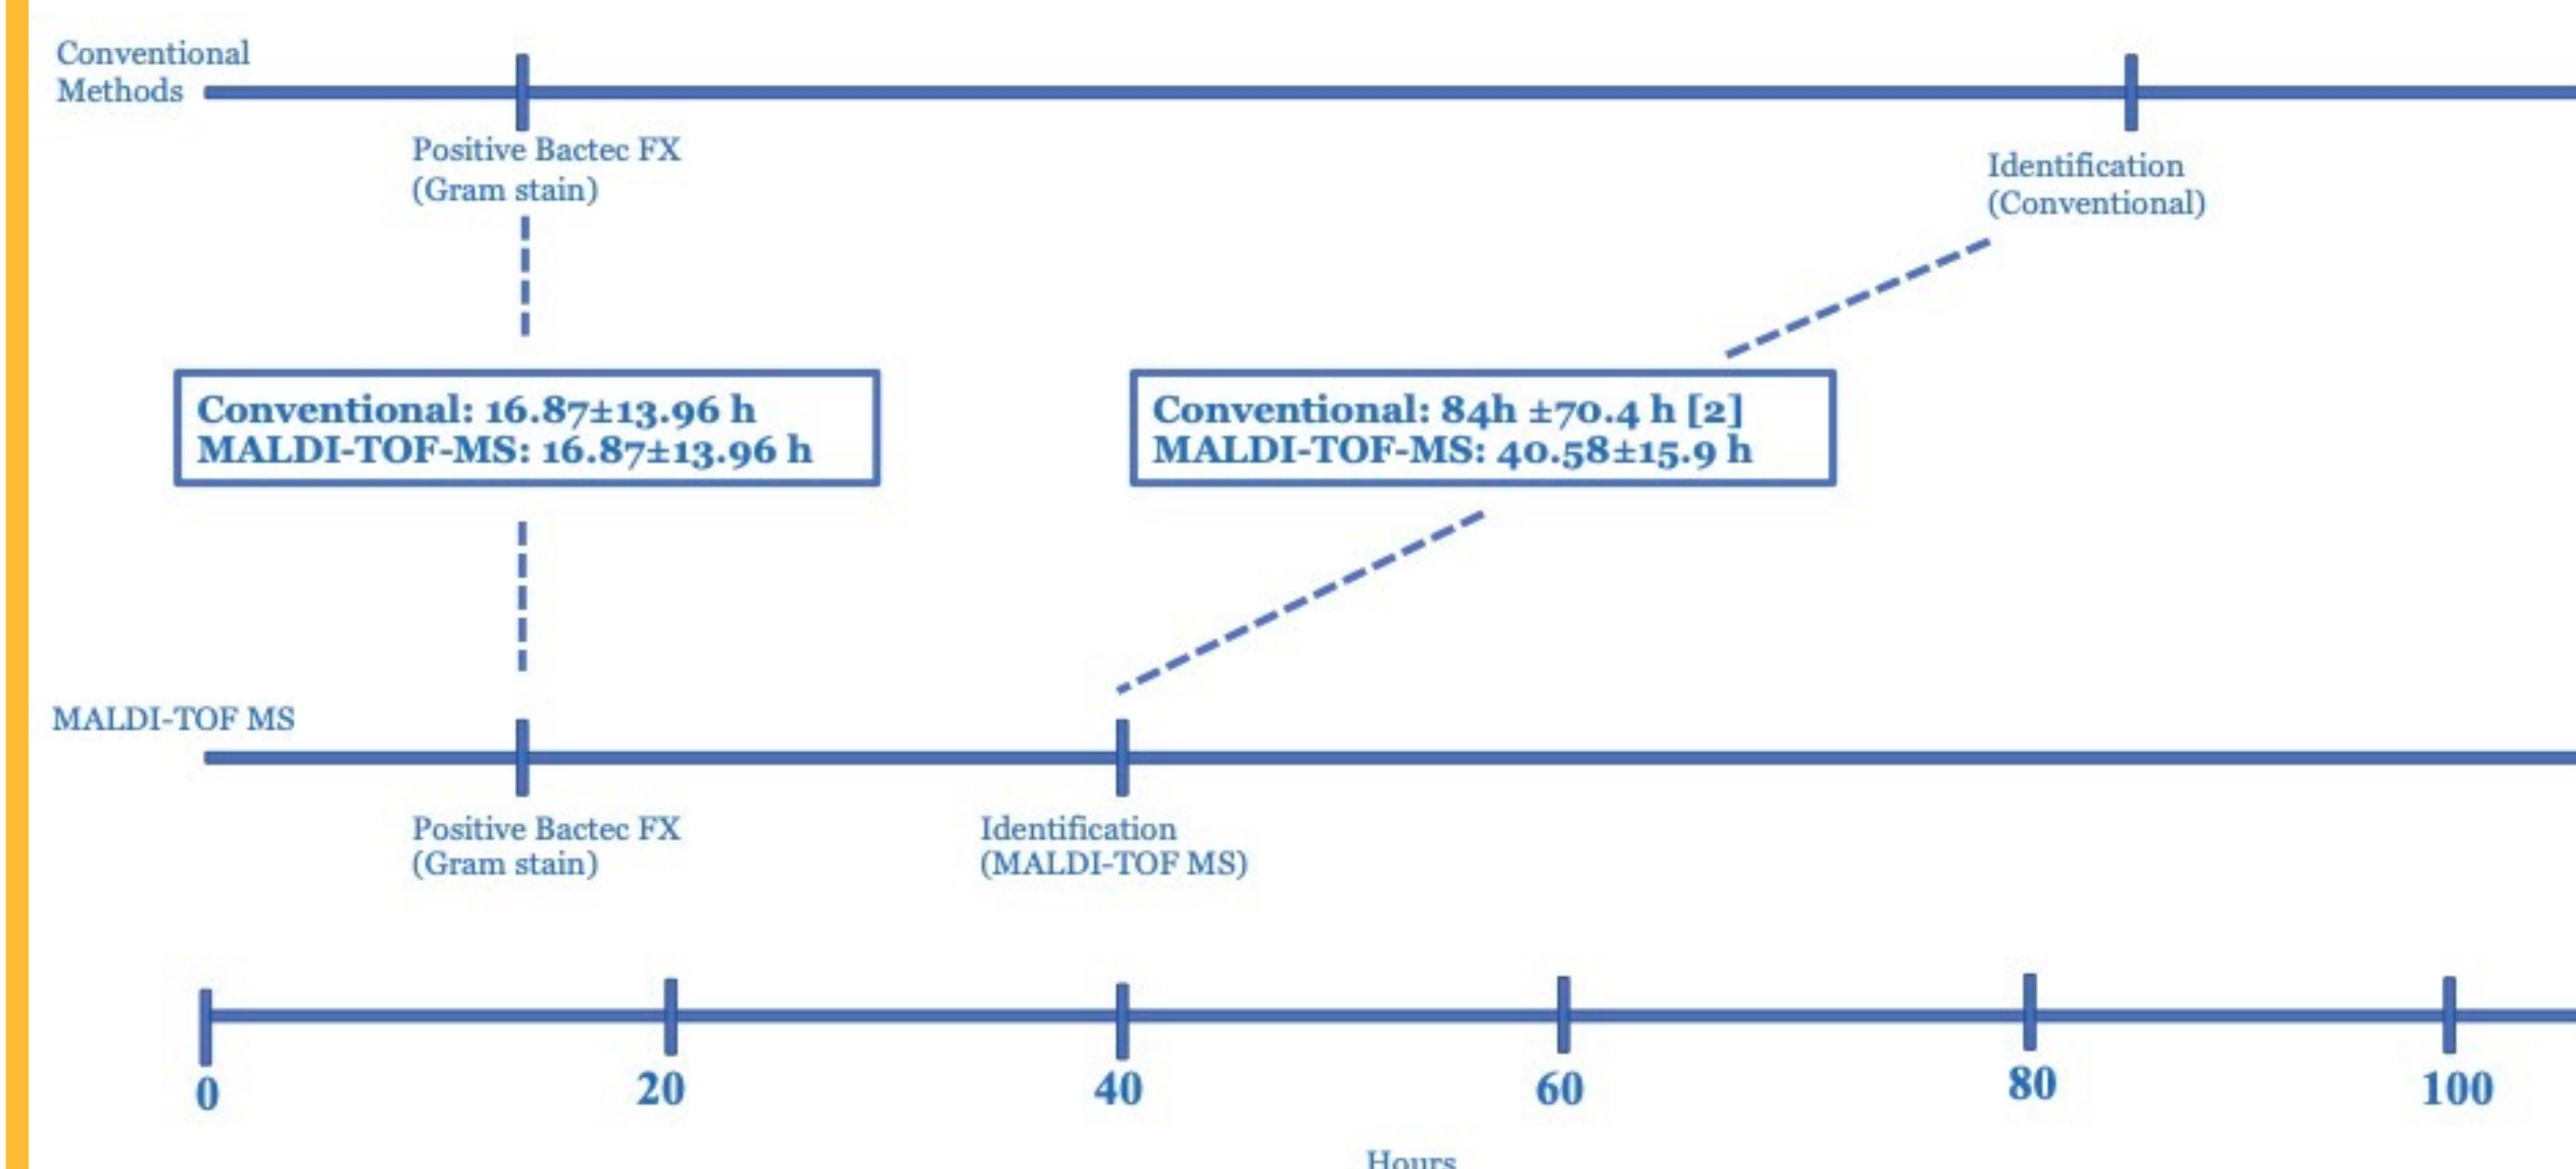 Conventional
Methods
Positive Bactec FX
(Gram stain)
Identification
(Conventional)
Conventional: 16.87±13.96 h
MALDI-TOF-MS: 16.87±13.96 h
Conventional: 84h ±70.4 h [2]
MALDI-TOF-MS: 40.58±15.9 h
MALDI-TOF MS
Positive Bactec FX
(Gram stain)
Identification
(MALDI-TOF MS)
0 20 40 60 80 100
Hours